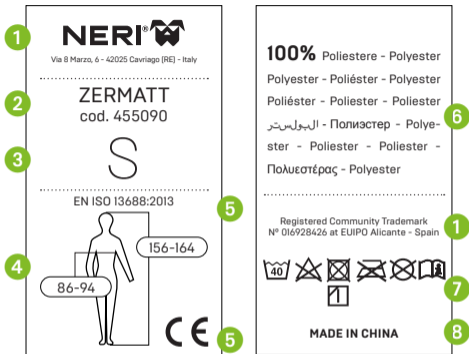 1
NERI®
Via 8 Marzo, 6 - 42025 Cavriago (RE) - Italy
2
ZERMATT
cod. 455090
3
S
EN ISO 13688:2013
5
4
156-164
86-94
CE
5
100% Poliestere - Polyester
Polyester - Poliéster - Polyester
Poliéster - Poliester - Poliester
البوليستر - Полиэстер - Polye-
ster - Poliester - Poliester -
Πολυεστέρας - Polyester
6
Registered Community Trademark
N° 016928426 at EUIPO Alicante - Spain
1
40
7
1
MADE IN CHINA
8